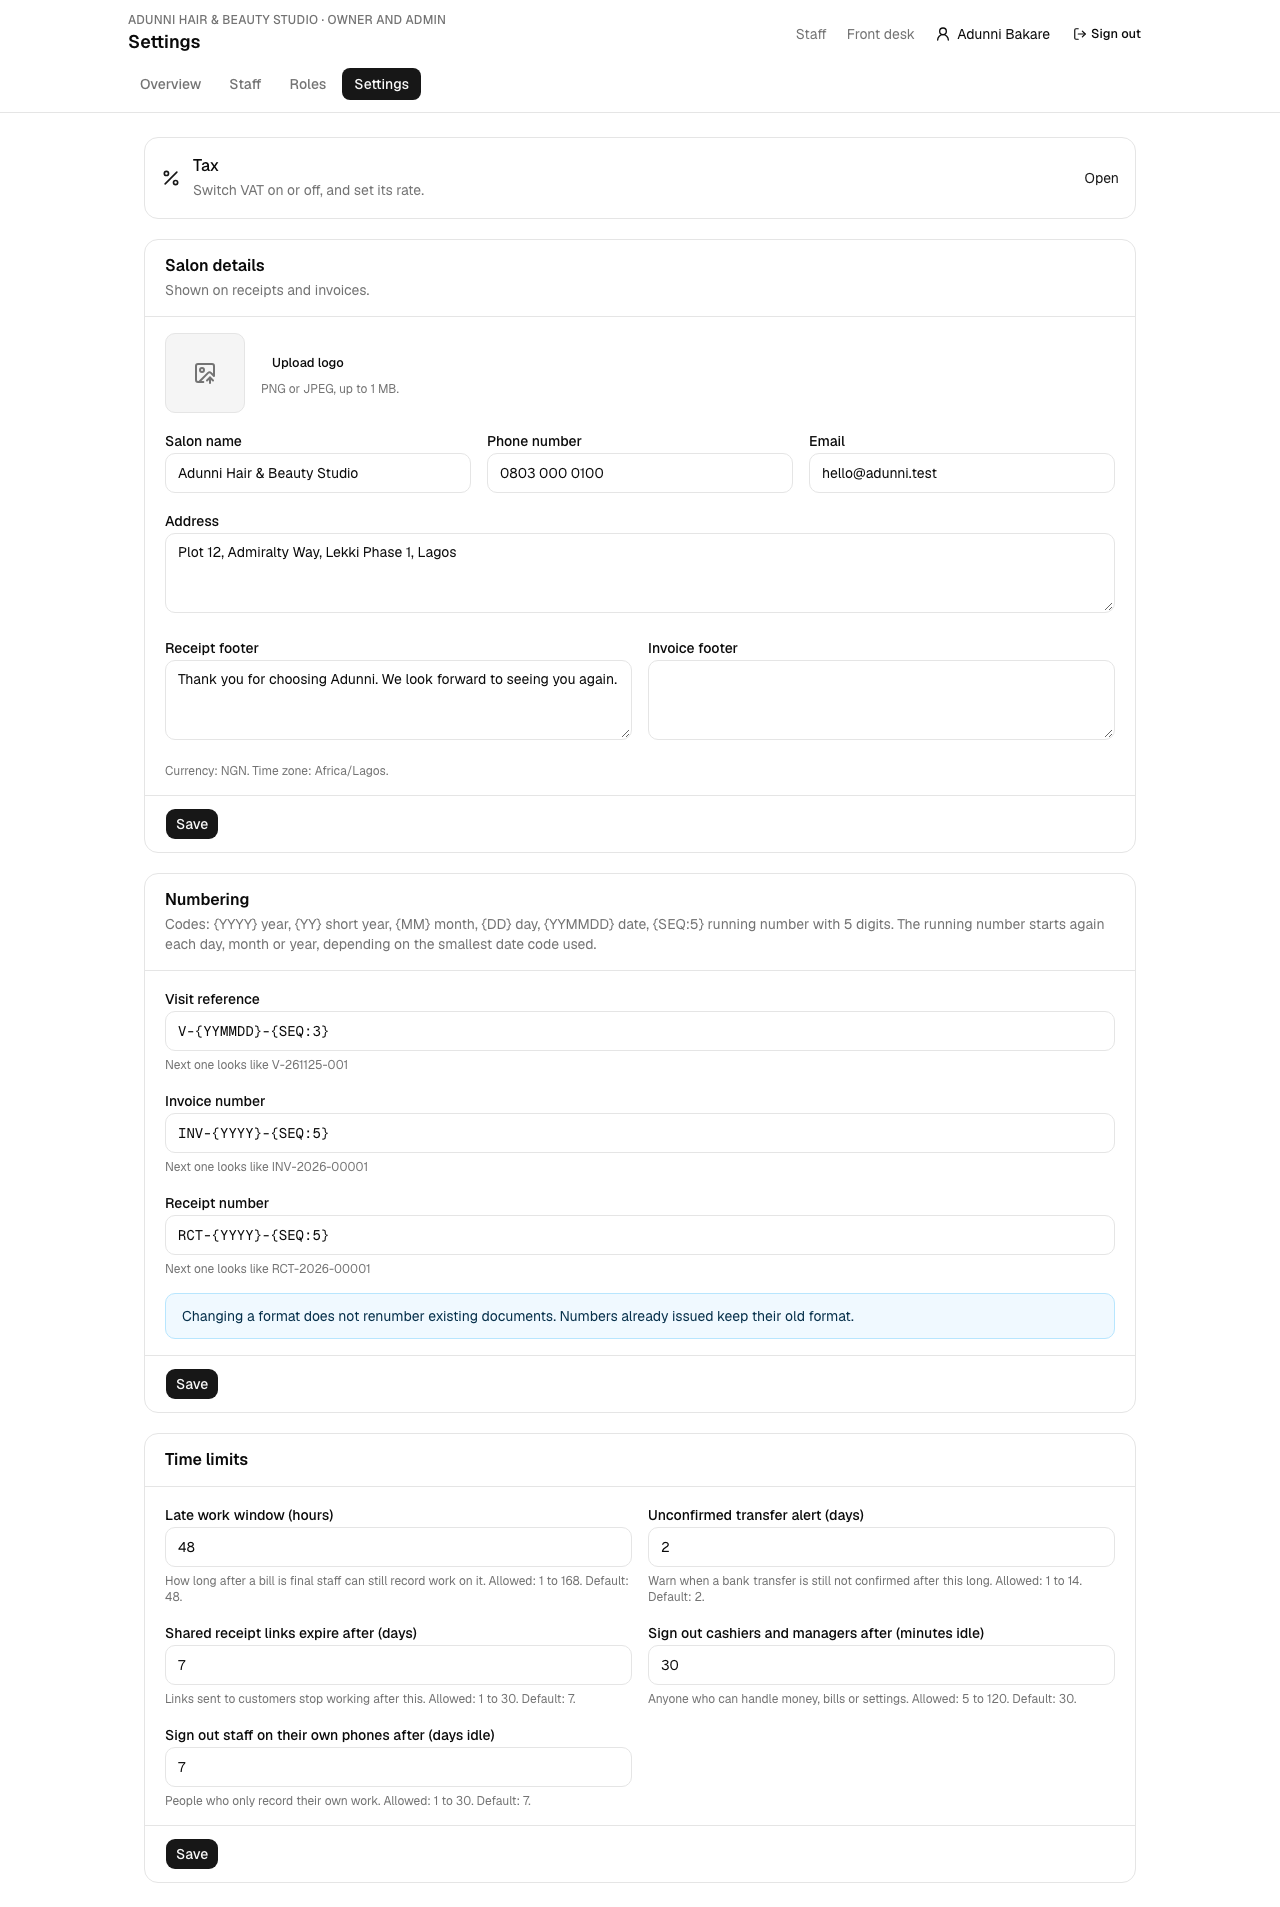 ADUNNI HAIR & BEAUTY STUDIO · OWNER AND ADMIN
Settings
Staff
Front desk
Adunni Bakare
Sign out
Overview
Staff
Roles
Settings
Tax
Switch VAT on or off, and set its rate.
Open
Salon details
Shown on receipts and invoices.
Upload logo
PNG or JPEG, up to 1 MB.
Salon name
Phone number
Email
Adunni Hair & Beauty Studio
0803 000 0100
hello@adunni.test
Address
Plot 12, Admiralty Way, Lekki Phase 1, Lagos
Receipt footer
Invoice footer
Thank you for choosing Adunni. We look forward to seeing you again.
Currency: NGN. Time zone: Africa/Lagos.
Save
Numbering
Codes: {YYYY} year, {YY} short year, {MM} month, {DD} day, {YYMMDD} date, {SEQ:5} running number with 5 digits. The running number starts again
each day, month or year, depending on the smallest date code used.
Visit reference
V-{YYMMDD}-{SEQ:3}
Next one looks like V-261125-001
Invoice number
INV-{YYYY}-{SEQ:5}
Next one looks like INV-2026-00001
Receipt number
RCT-{YYYY}-{SEQ:5}
Next one looks like RCT-2026-00001
Changing a format does not renumber existing documents. Numbers already issued keep their old format.
Save
Time limits
Late work window (hours)
48
How long after a bill is final staff can still record work on it. Allowed: 1 to 168. Default:
48.
Unconfirmed transfer alert (days)
2
Warn when a bank transfer is still not confirmed after this long. Allowed: 1 to 14.
Default: 2.
Shared receipt links expire after (days)
7
Links sent to customers stop working after this. Allowed: 1 to 30. Default: 7.
Sign out cashiers and managers after (minutes idle)
30
Anyone who can handle money, bills or settings. Allowed: 5 to 120. Default: 30.
Sign out staff on their own phones after (days idle)
7
People who only record their own work. Allowed: 1 to 30. Default: 7.
Save